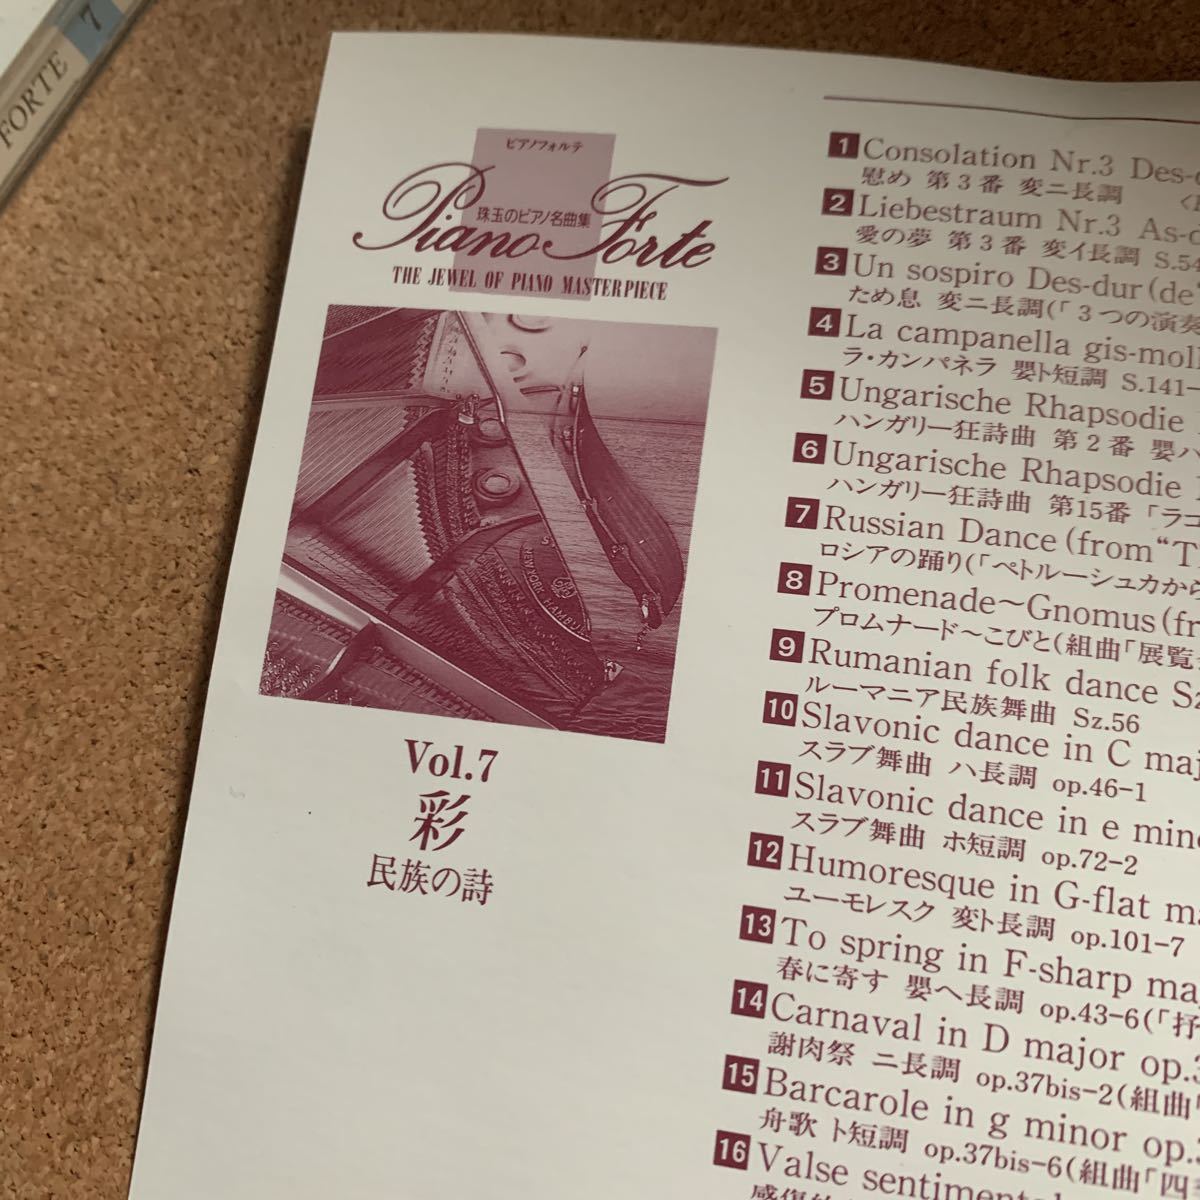 FORTE 7
ピアノフォルテ
Piano Forte
珠玉のピアノ名曲集
THE JEWEL OF PIANO MASTERPIECE
NEW YORK HAMBU
Vol.7
彩
民族の詩
1 Consolation Nr.3 Des-
慰め 第3番 変ニ長調
2 Liebestraum Nr.3 As-d
愛の夢 第3番 変イ長調 S.54
3 Un sospiro Des-dur(de"
ため息 変ニ長調(「3つの演奏
4 La campanella gis-moll
ラ・カンパネラ 嬰ト短調 S.141-
5 Ungarische Rhapsodie
ハンガリー狂詩曲 第2番 嬰ハ
6 Ungarische Rhapsodie
ハンガリー狂詩曲 第15番 「ラコ
7 Russian Dance(from“T
ロシアの踊り(「ペトルーシュカから
8 Promenade〜Gnomus(fr
プロムナード〜こびと(組曲「展覧
9 Rumanian folk dance Sz
ルーマニア民族舞曲 Sz.56
10 Slavonic dance in C maj
スラブ舞曲 ハ長調 op.46-1
11 Slavonic dance in e mino
スラブ舞曲 ホ短調 op.72-2
12 Humoresque in G-flat ma
ユーモレスク 変ト長調 op.101-7
13 To spring in F-sharp maj
春に寄す 嬰ヘ長調 op.43-6(「抒
14 Carnaval in D major op.3
謝肉祭 ニ長調 op.37bis-2(組曲「
15 Barcarole in g minor op.3
舟歌 ト短調 op.37bis-6(組曲「四
16 Valse sentimental